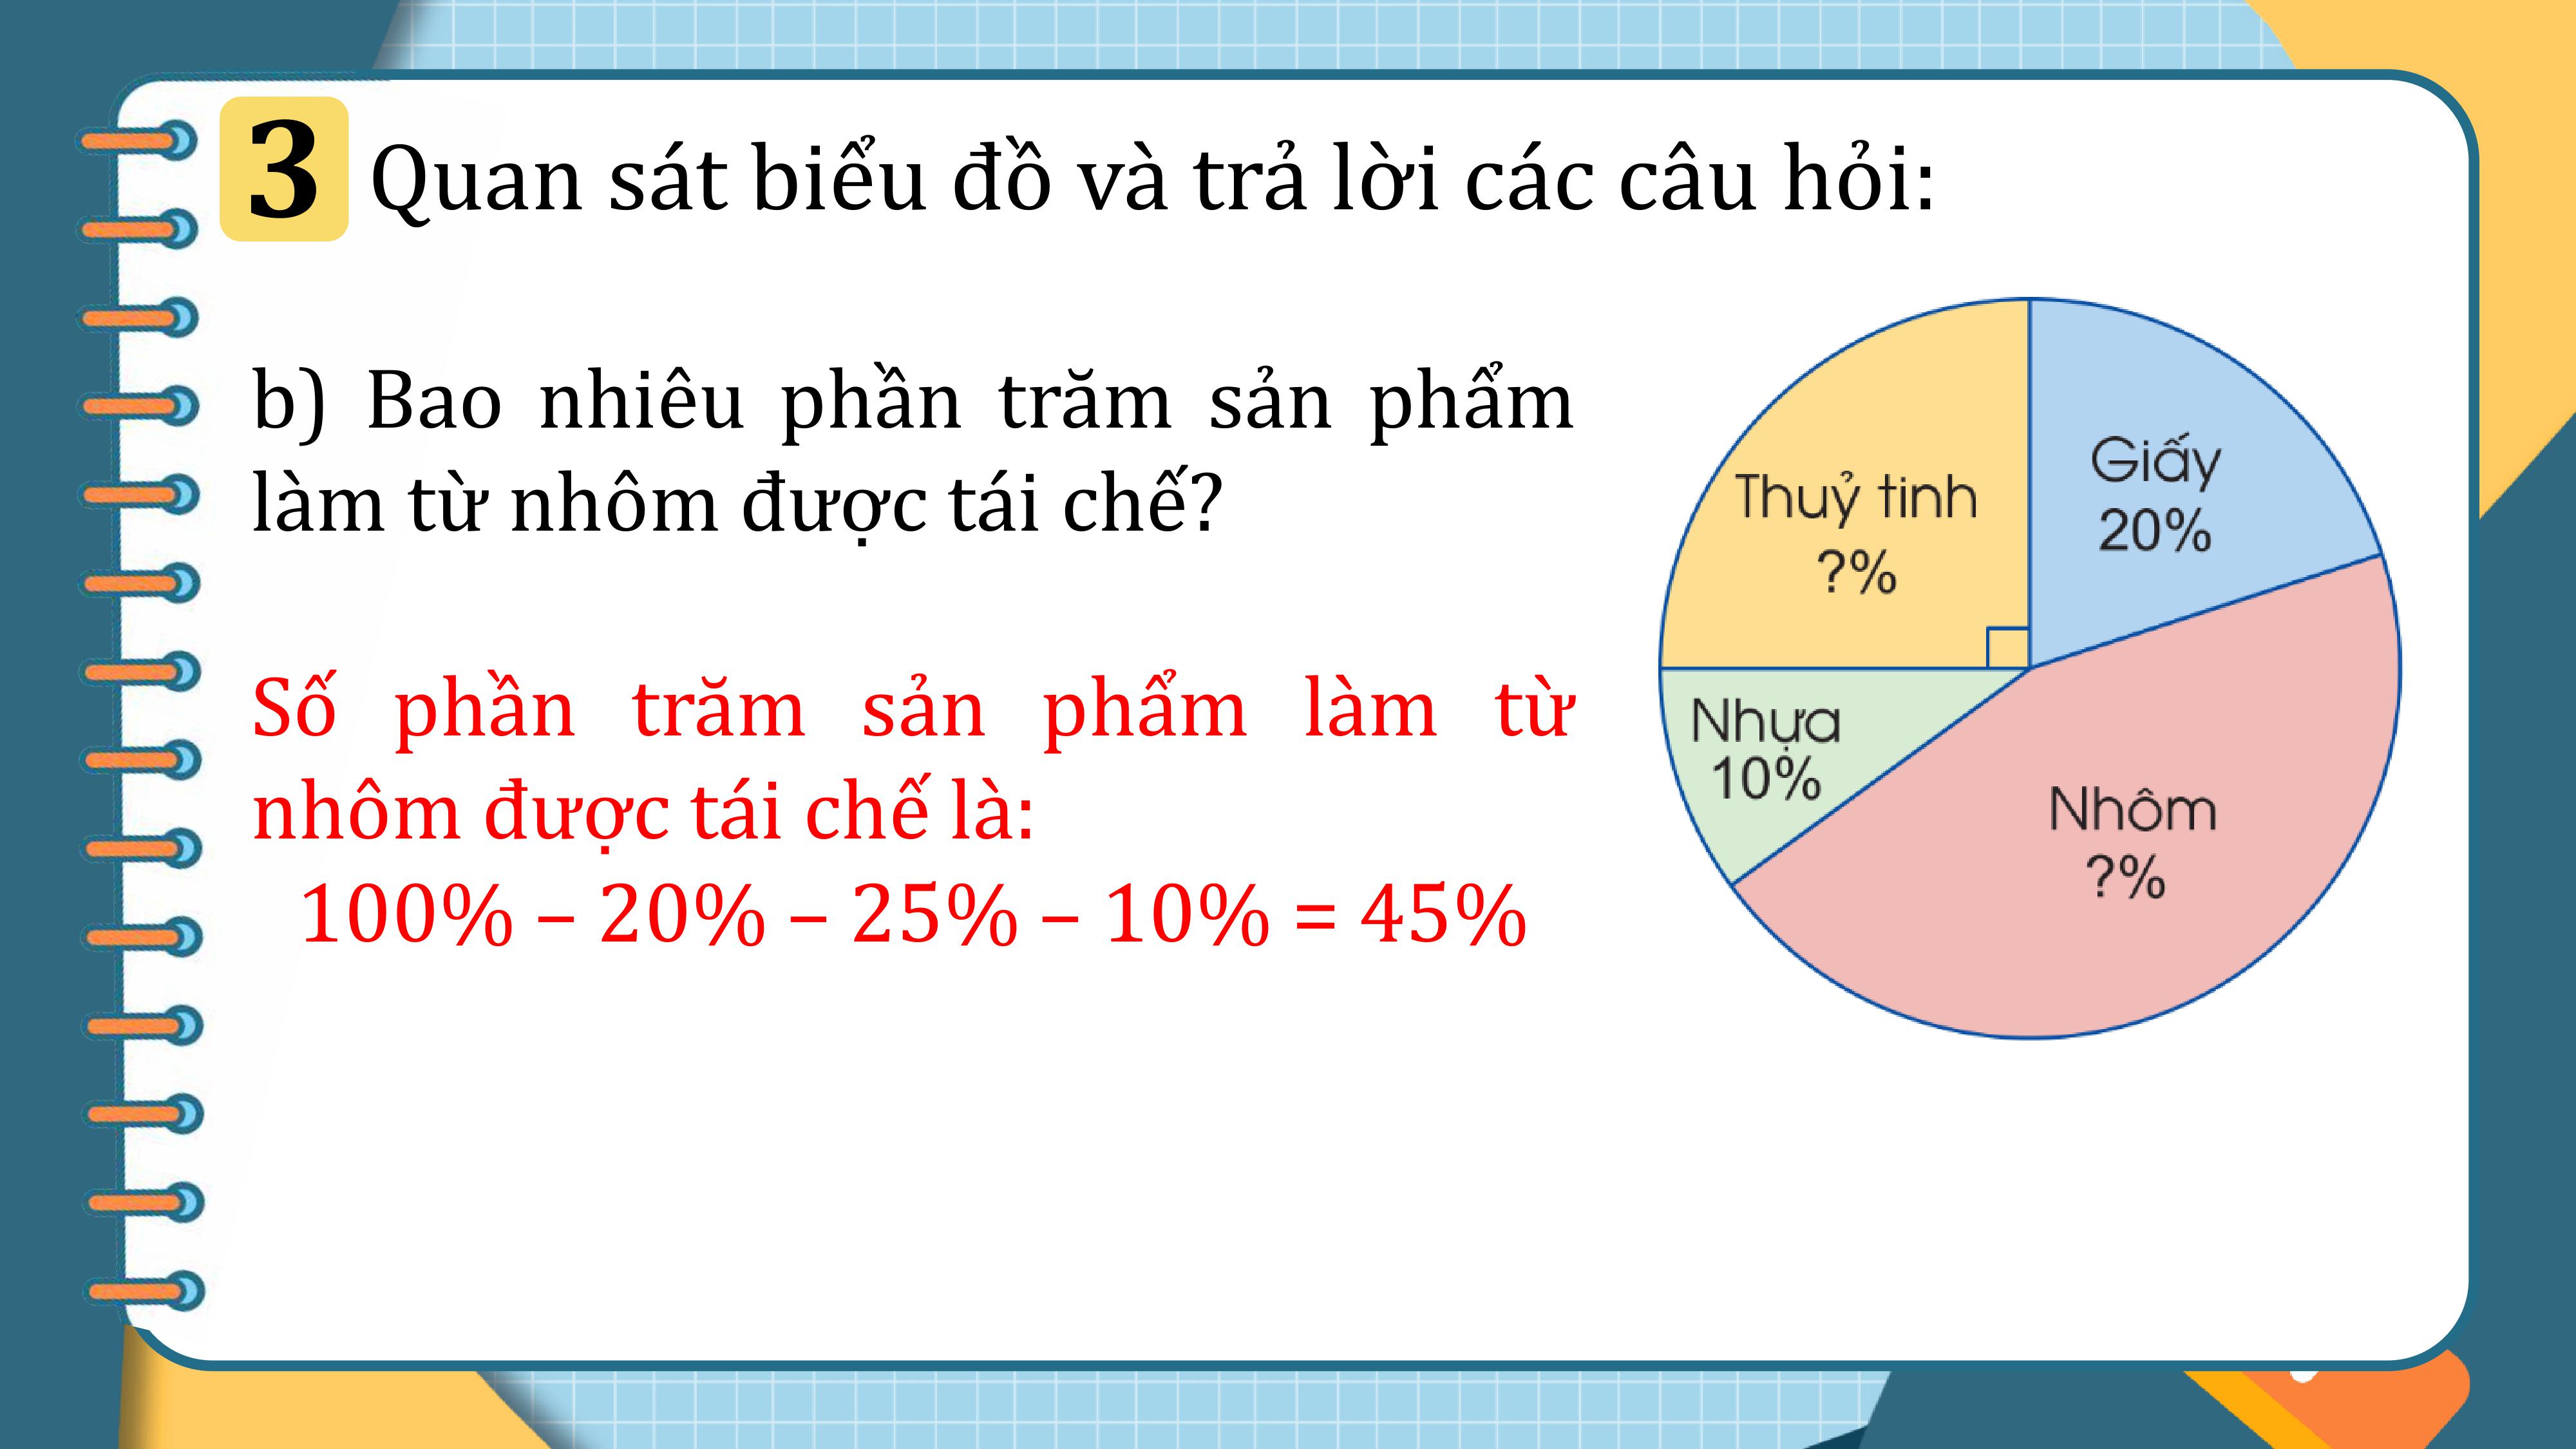 3 Quan sát biểu đồ và trả lời các câu hỏi:
b) Bao nhiêu phần trăm sản phẩm
làm từ nhôm được tái chế?
Số phần trăm sản phẩm làm từ
nhôm được tái chế là:
100% – 20% – 25% – 10% = 45%
Thuỷ tinh
?%
Giấy
20%
Nhựa
10%
Nhôm
?%